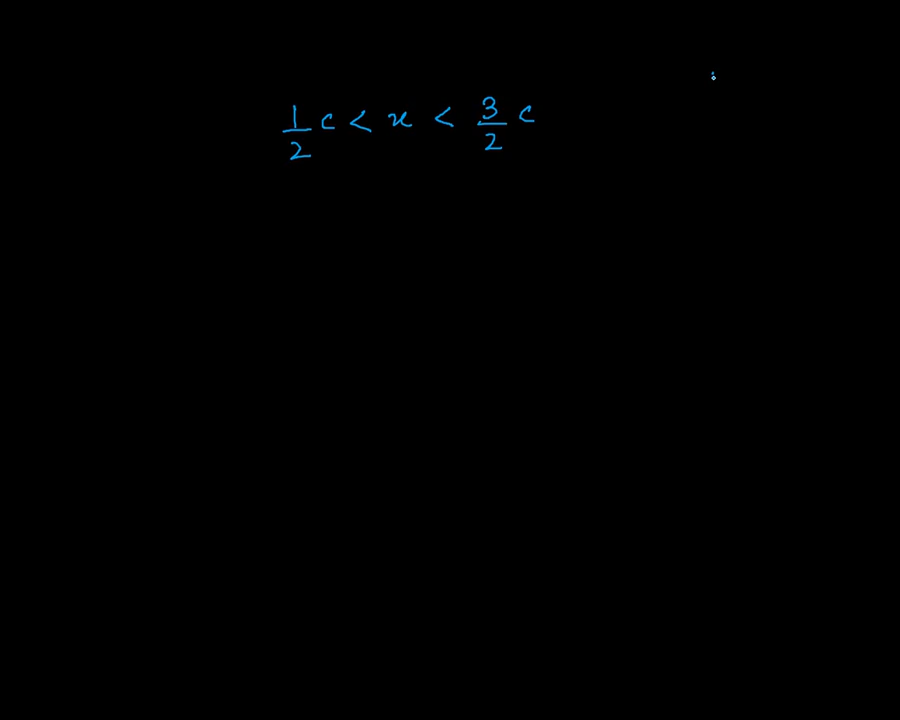 1/2 c < x < 3/2 c